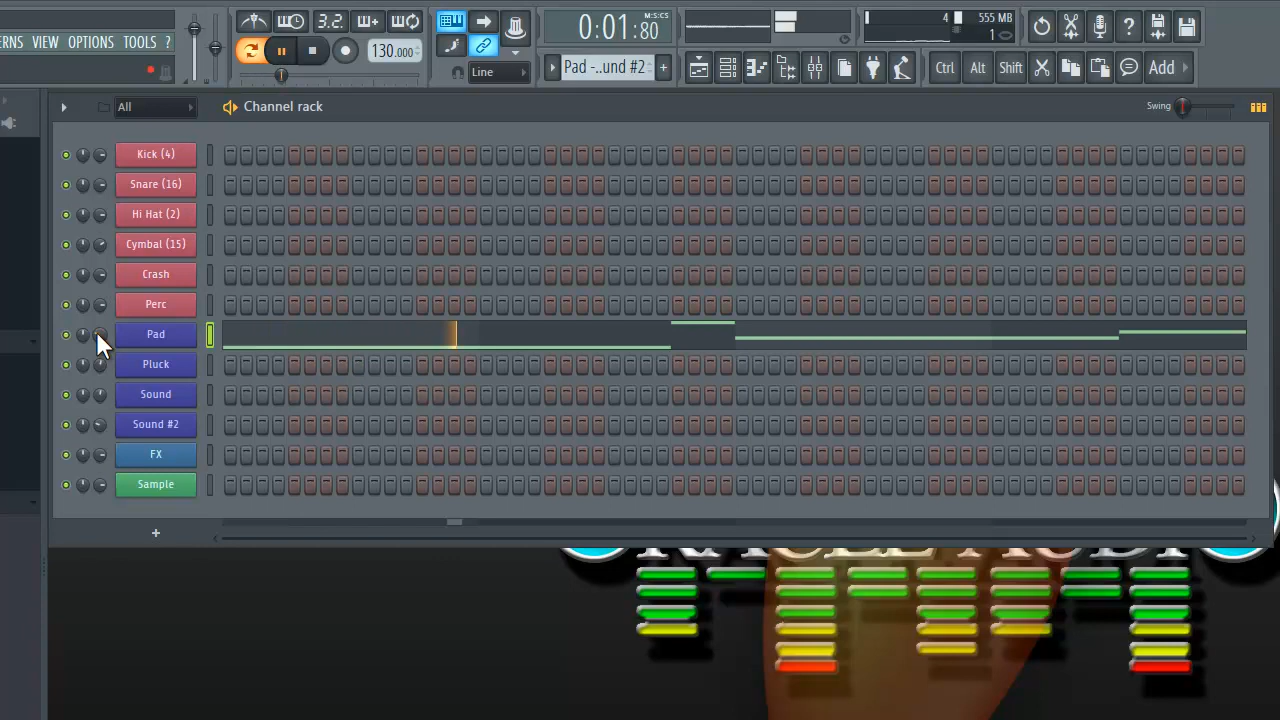 3.2.
4
555 MB
1
M:S:CS
0:01:80
VIEW OPTIONS TOOLS ?
130.000
Line
Pad -..und #2
Ctrl Alt Shift
Add
All
Channel rack
Swing
Kick (4)
Snare (16)
Hi Hat (2)
Cymbal (15)
Crash
Perc
Pad
Pluck
Sound
Sound #2
FX
Sample
+